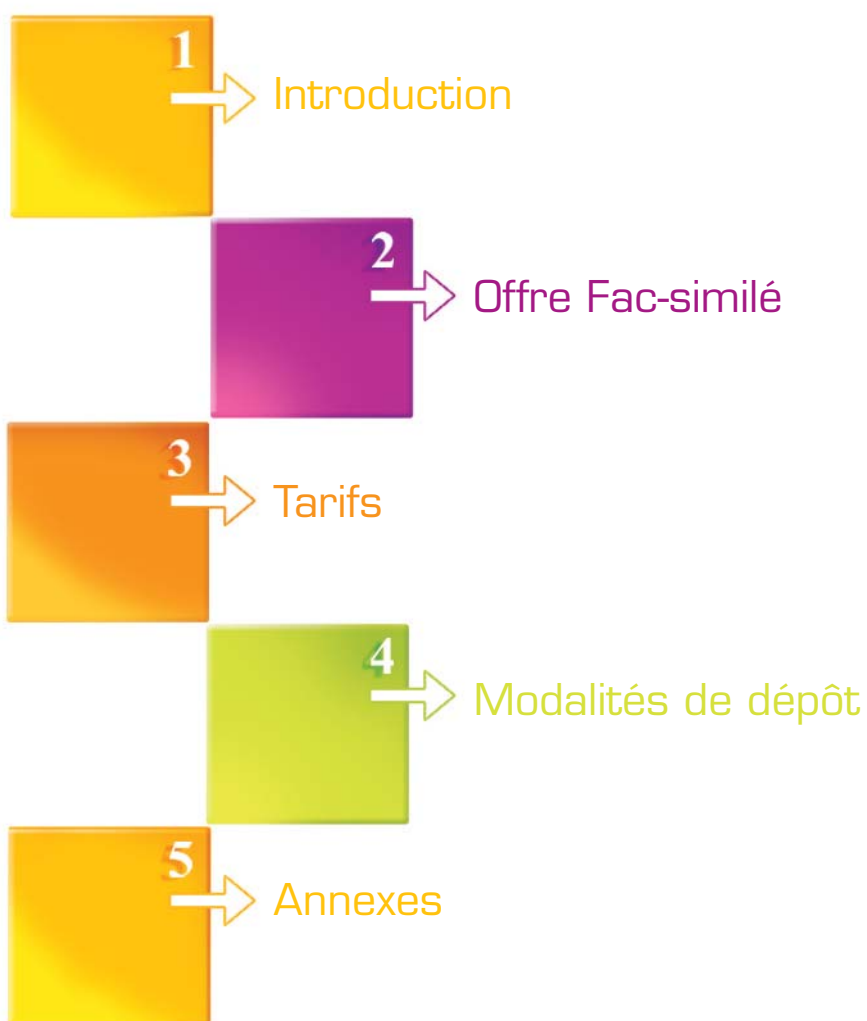 1
Introduction
2
Offre Fac-similé
3
Tarifs
4
Modalités de dépôt
5
Annexes